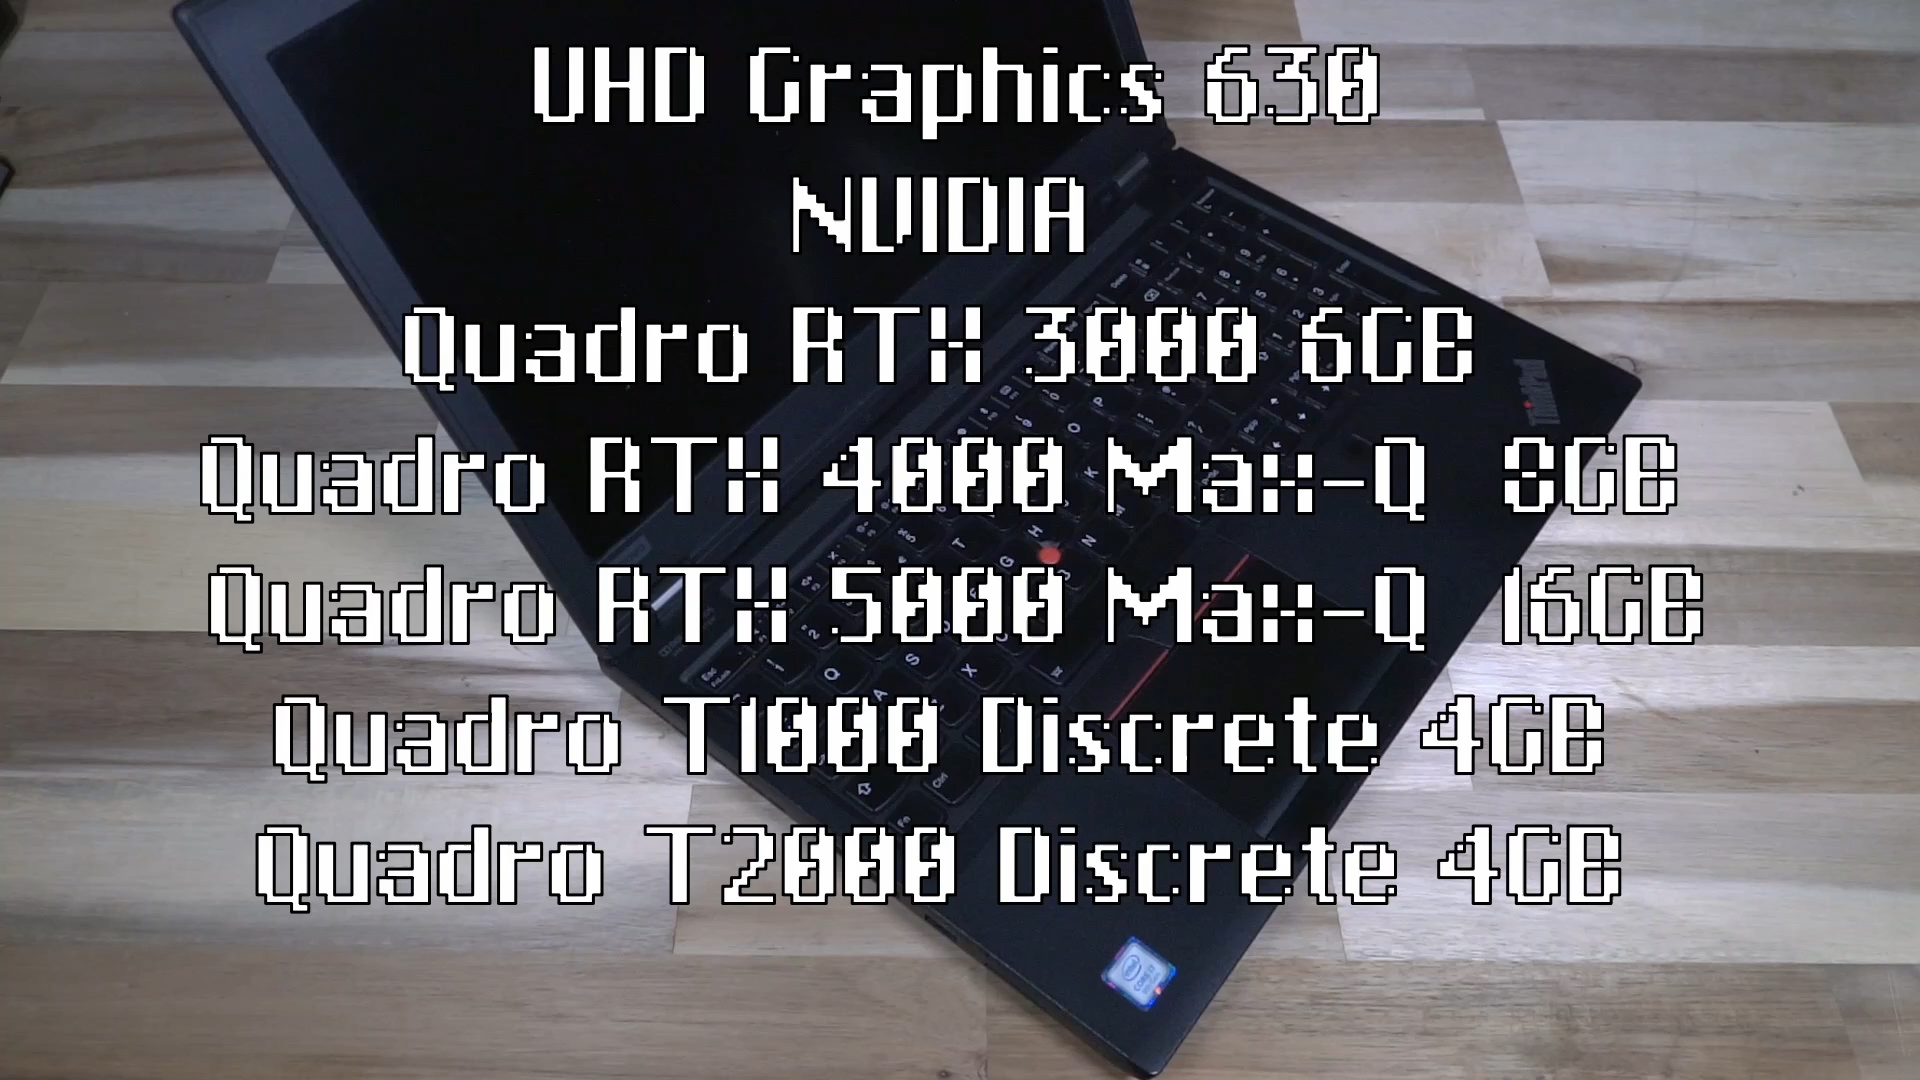 UHD Graphics 630
NVIDIA
Quadro RTX 3000 6GB
Quadro RTX 4000 Max-Q 8GB
Quadro RTX 5000 Max-Q 16GB
Quadro T1000 Discrete 4GB
Quadro T2000 Discrete 4GB